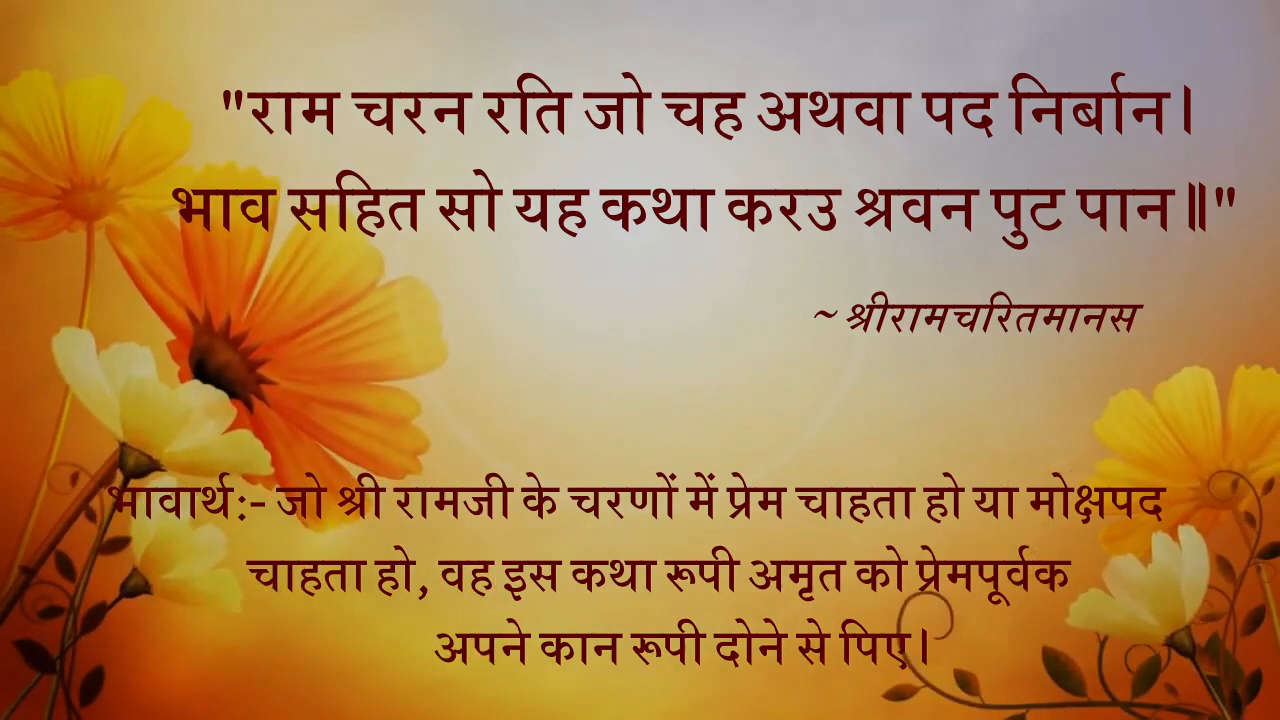 "राम चरन रति जो चह अथवा पद निर्बान।
भाव सहित सो यह कथा करउ श्रवन पुट पान॥"
~ श्रीरामचरितमानस
भावार्थ:- जो श्री रामजी के चरणों में प्रेम चाहता हो या मोक्षपद
चाहता हो, वह इस कथा रूपी अमृत को प्रेमपूर्वक
अपने कान रूपी दोने से पिए।